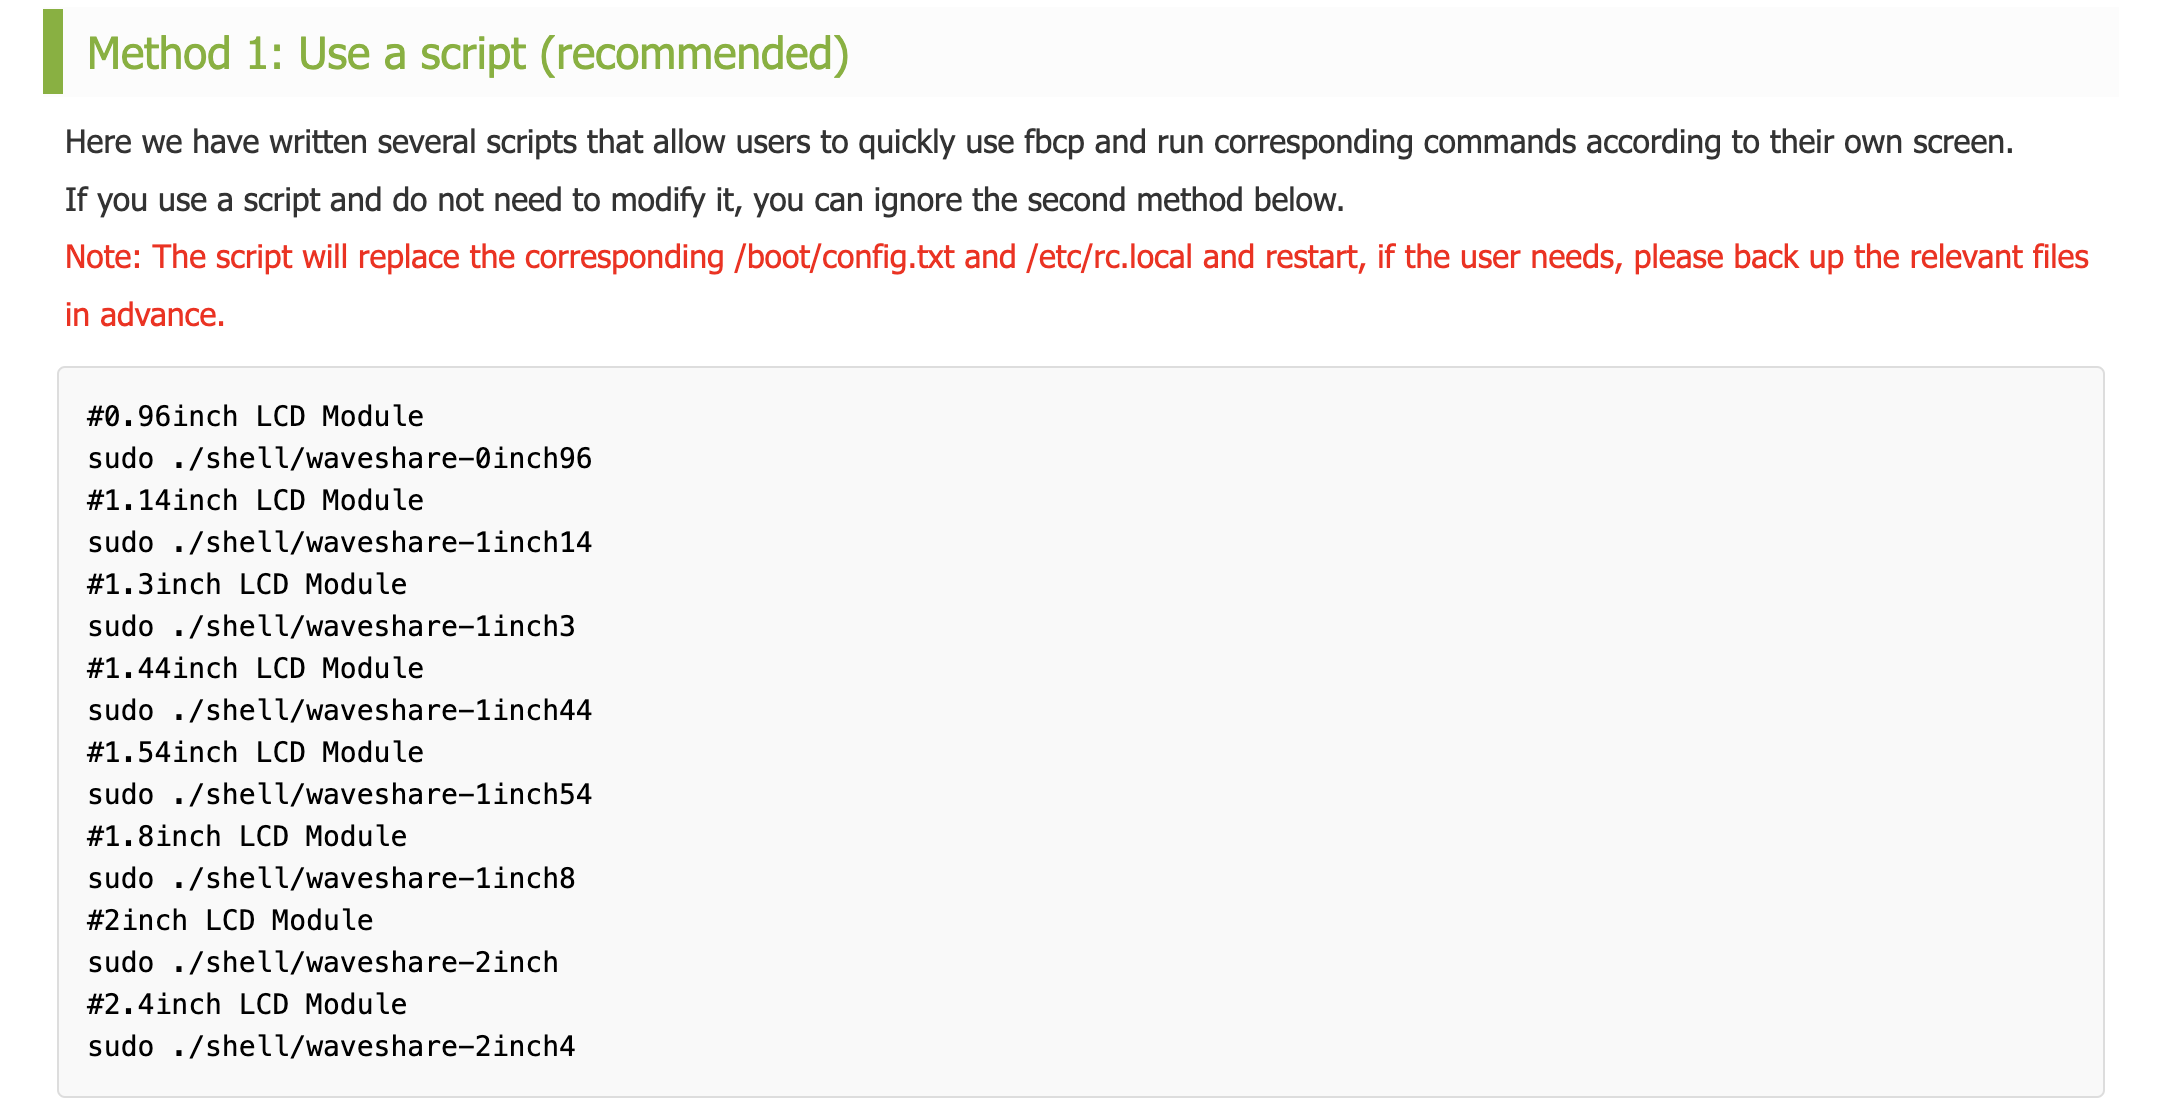 Method 1: Use a script (recommended)
Here we have written several scripts that allow users to quickly use fbcp and run corresponding commands according to their own screen.
If you use a script and do not need to modify it, you can ignore the second method below.
Note: The script will replace the corresponding /boot/config.txt and /etc/rc.local and restart, if the user needs, please back up the relevant files
in advance.
#0.96inch LCD Module
sudo ./shell/waveshare-0inch96
#1.14inch LCD Module
sudo ./shell/waveshare-1inch14
#1.3inch LCD Module
sudo ./shell/waveshare-1inch3
#1.44inch LCD Module
sudo ./shell/waveshare-1inch44
#1.54inch LCD Module
sudo ./shell/waveshare-1inch54
#1.8inch LCD Module
sudo ./shell/waveshare-1inch8
#2inch LCD Module
sudo ./shell/waveshare-2inch
#2.4inch LCD Module
sudo ./shell/waveshare-2inch4